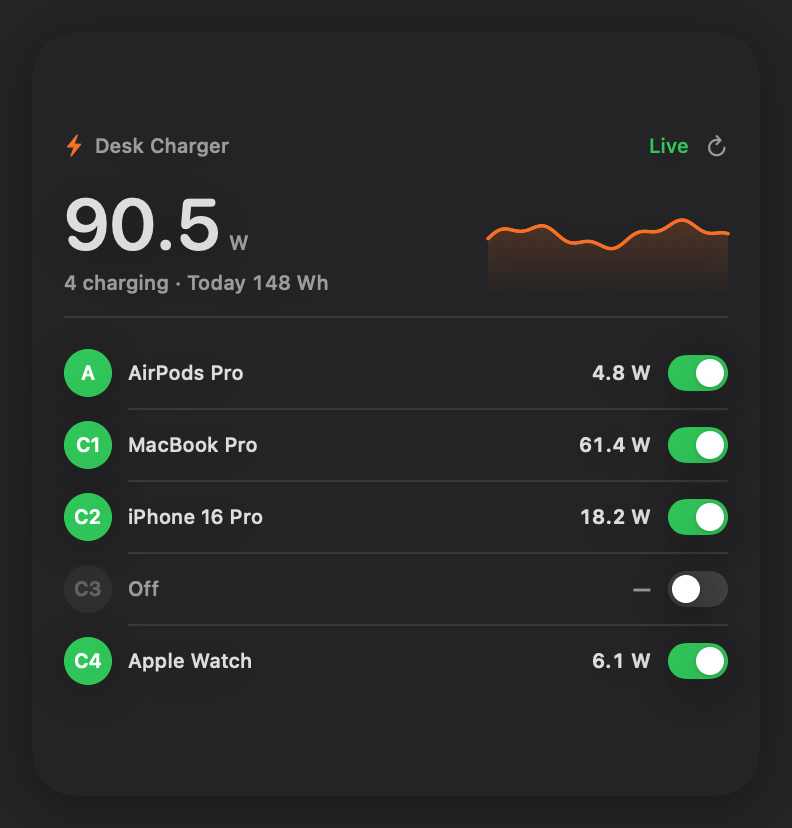 Desk Charger
Live
90.5 W
4 charging · Today 148 Wh
A AirPods Pro 4.8 W
C1 MacBook Pro 61.4 W
C2 iPhone 16 Pro 18.2 W
C3 Off —
C4 Apple Watch 6.1 W